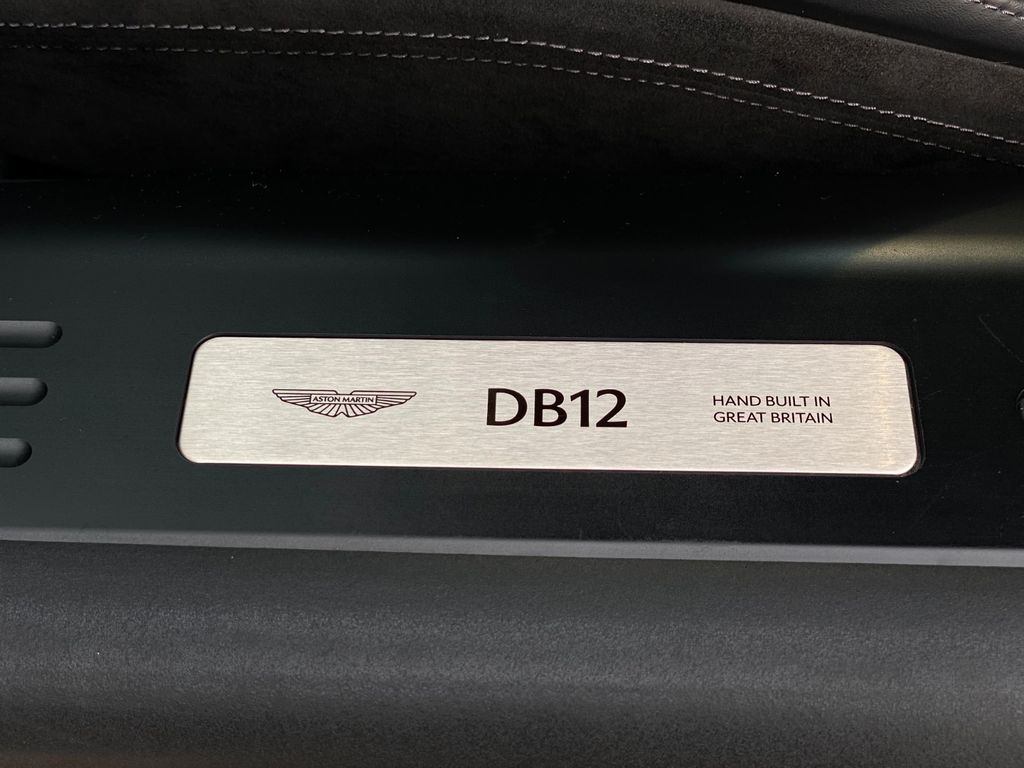 ASTON MARTIN
DB12
HAND BUILT IN
GREAT BRITAIN